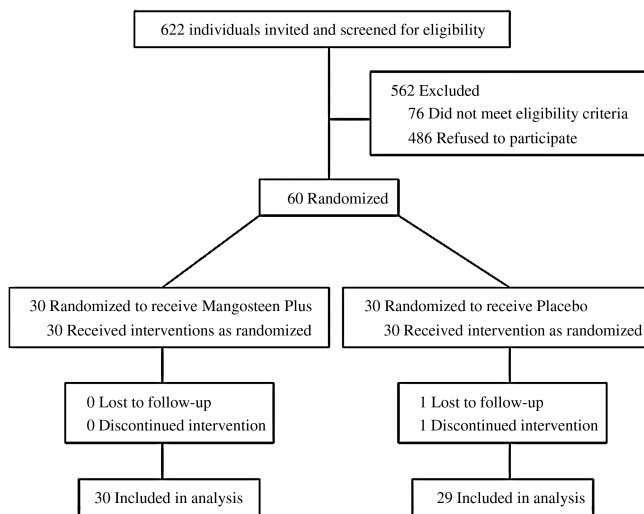 622 individuals invited and screened for eligibility
562 Excluded
76 Did not meet eligibility criteria
486 Refused to participate
60 Randomized
30 Randomized to receive Mangosteen Plus
30 Received interventions as randomized
30 Randomized to receive Placebo
30 Received intervention as randomized
0 Lost to follow-up
0 Discontinued intervention
1 Lost to follow-up
1 Discontinued intervention
30 Included in analysis
29 Included in analysis